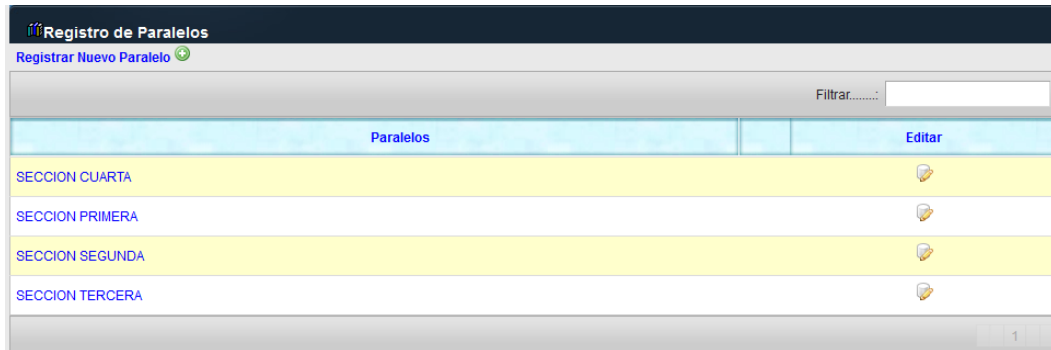 Registro de Paralelos
Registrar Nuevo Paralelo
Filtrar........:
Paralelos Editar
SECCION CUARTA
SECCION PRIMERA
SECCION SEGUNDA
SECCION TERCERA
1